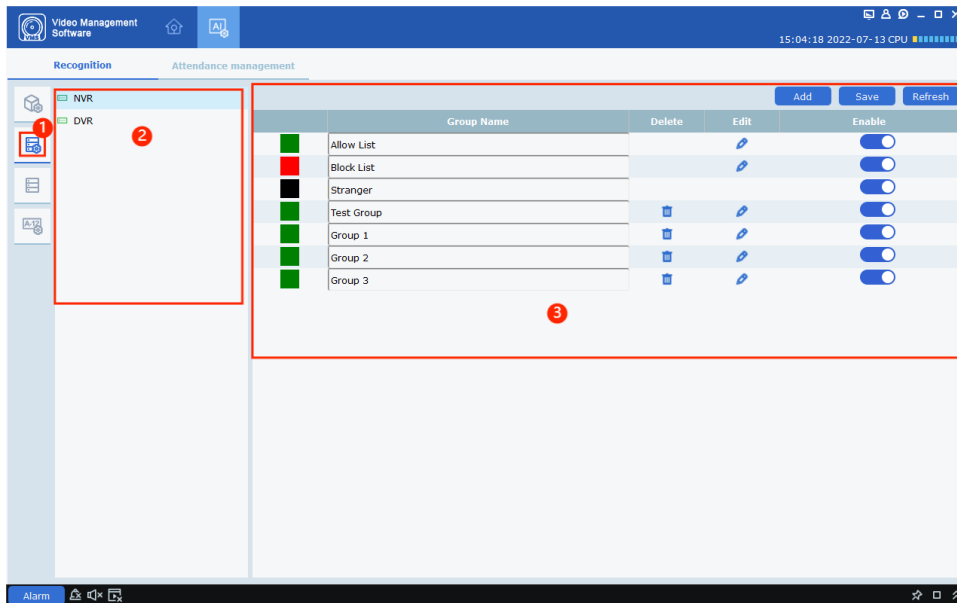 Video Management
Software
AI
15:04:18 2022-07-13 CPU
Recognition
Attendance management
1
NVR
2
DVR
Add
Save
Refresh
Group Name
Delete
Edit
Enable
Allow List
Block List
Stranger
Test Group
Group 1
Group 2
Group 3
3
Alarm